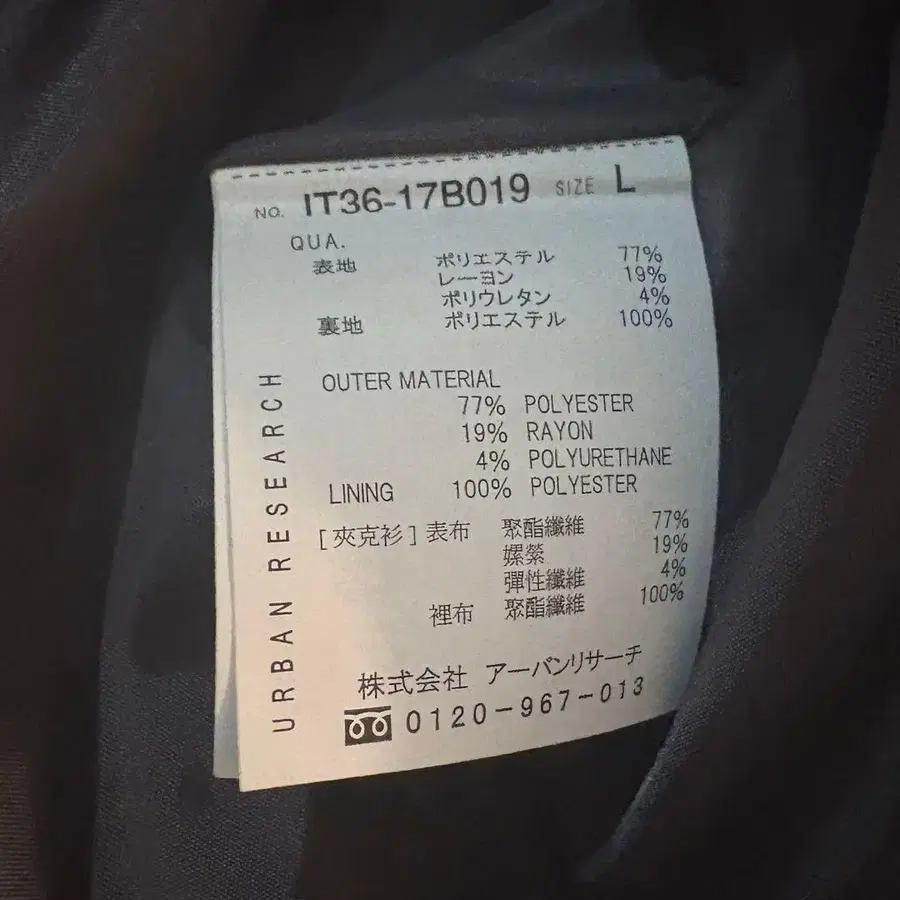 NO. IT36-17B019 SIZE L
QUA.
表地 ポリエステル 77%
レーヨン 19%
ポリウレタン 4%
裏地 ポリエステル 100%
OUTER MATERIAL
77% POLYESTER
19% RAYON
4% POLYURETHANE
LINING 100% POLYESTER
[夾克衫] 表布 聚酯纖維 77%
嫘縈 19%
彈性纖維 4%
裡布 聚酯纖維 100%
株式会社 アーバンリサーチ
0120-967-013
URBAN RESEARCH